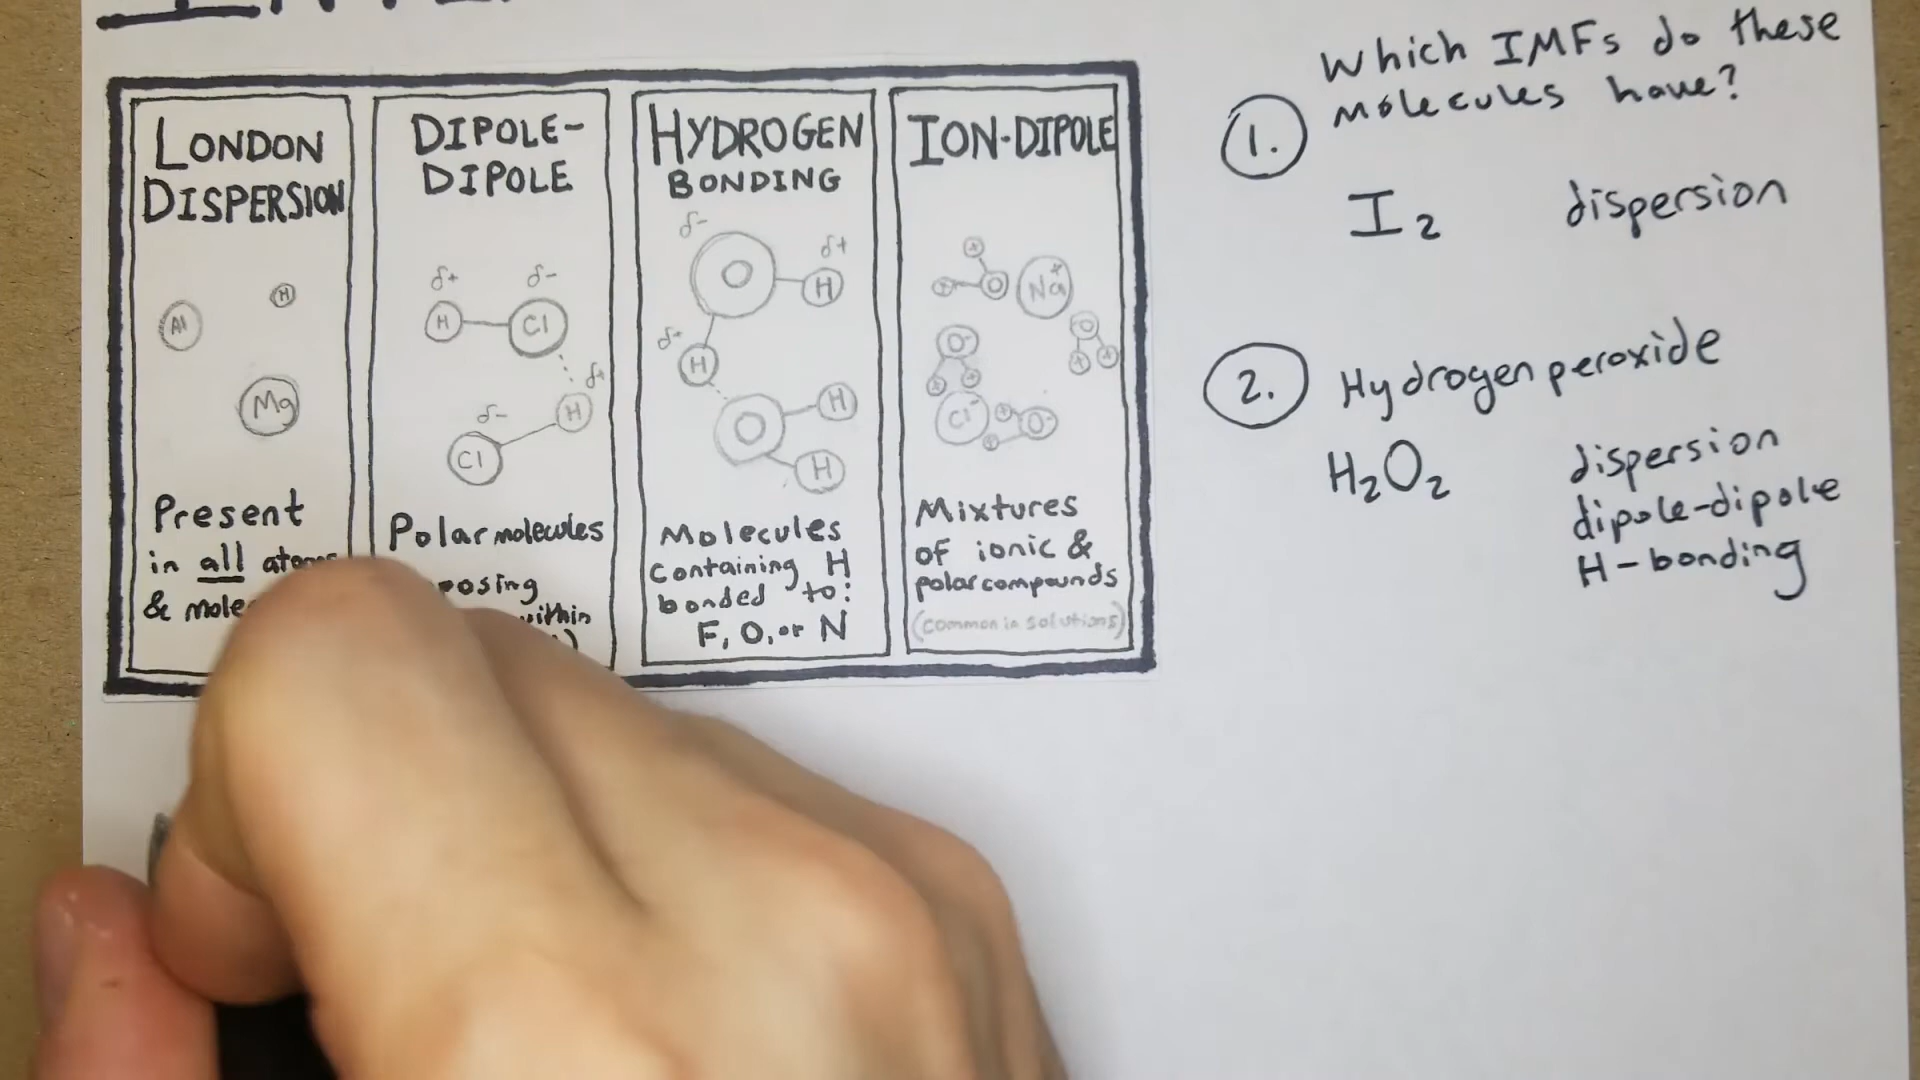 LONDON
DISPERSION
Al
H
Mg
Present
in all
&
DIPOLE-
DIPOLE
δ+ δ-
H Cl
δ+
δ- H
Cl
Polar molecules
HYDROGEN
BONDING
δ-
δ+
O H
δ+
H
O H
H
Molecules
containing H
bonded to:
F, O, or N
ION-DIPOLE
+
+ O Na+
O- O
+ + + +
Cl- + O-
+
Mixtures
of ionic &
polar compounds
(common in solutions)
Which IMFs do these
1. molecules have?
I2 dispersion
2. Hydrogen peroxide
H2O2 dispersion
dipole-dipole
H-bonding